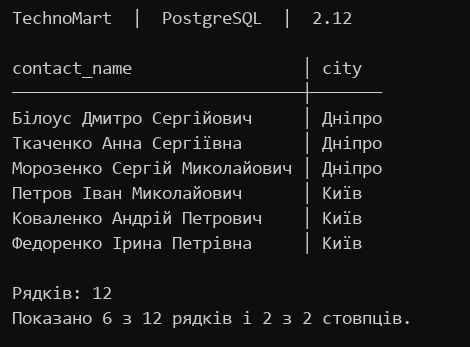 TechnoMart | PostgreSQL | 2.12
contact_name | city
Білоус Дмитро Сергійович | Дніпро
Ткаченко Анна Сергіївна | Дніпро
Морозенко Сергій Миколайович | Дніпро
Петров Іван Миколайович | Київ
Коваленко Андрій Петрович | Київ
Федоренко Ірина Петрівна | Київ
Рядків: 12
Показано 6 з 12 рядків і 2 з 2 стовпців.